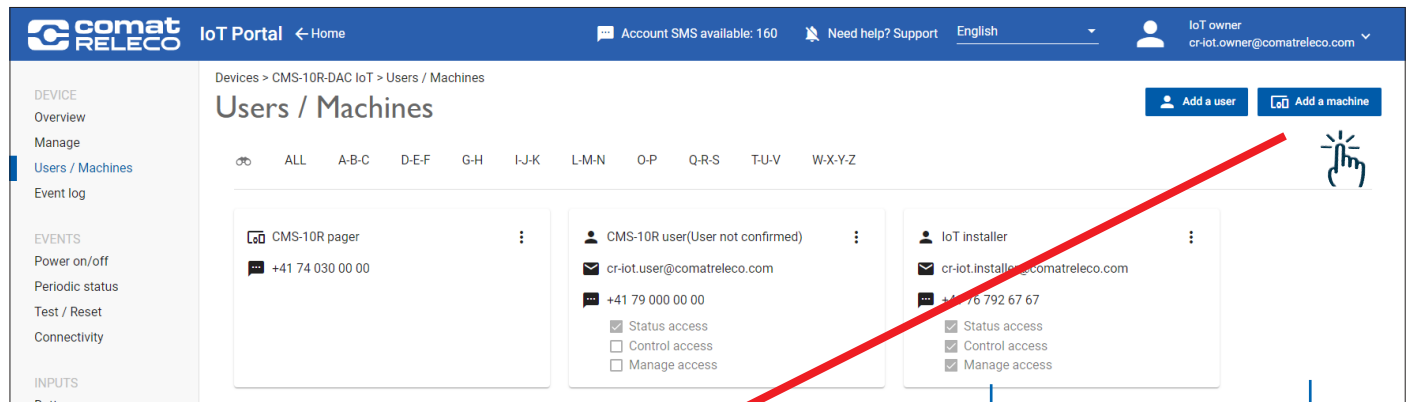 comat RELECO IoT Portal ← Home Account SMS available: 160 Need help? Support English IoT owner
cr-iot.owner@comatreleco.com
Devices > CMS-10R-DAC IoT > Users / Machines
Users / Machines
Add a user Add a machine
ALL A-B-C D-E-F G-H I-J-K L-M-N O-P Q-R-S T-U-V W-X-Y-Z
DEVICE
Overview
Manage
Users / Machines
Event log
EVENTS
Power on/off
Periodic status
Test / Reset
Connectivity
INPUTS
CMS-10R pager
+41 74 030 00 00
CMS-10R user(User not confirmed)
cr-iot.user@comatreleco.com
+41 79 000 00 00
Status access
Control access
Manage access
IoT installer
cr-iot.installer@comatreleco.com
+41 76 792 67 67
Status access
Control access
Manage access